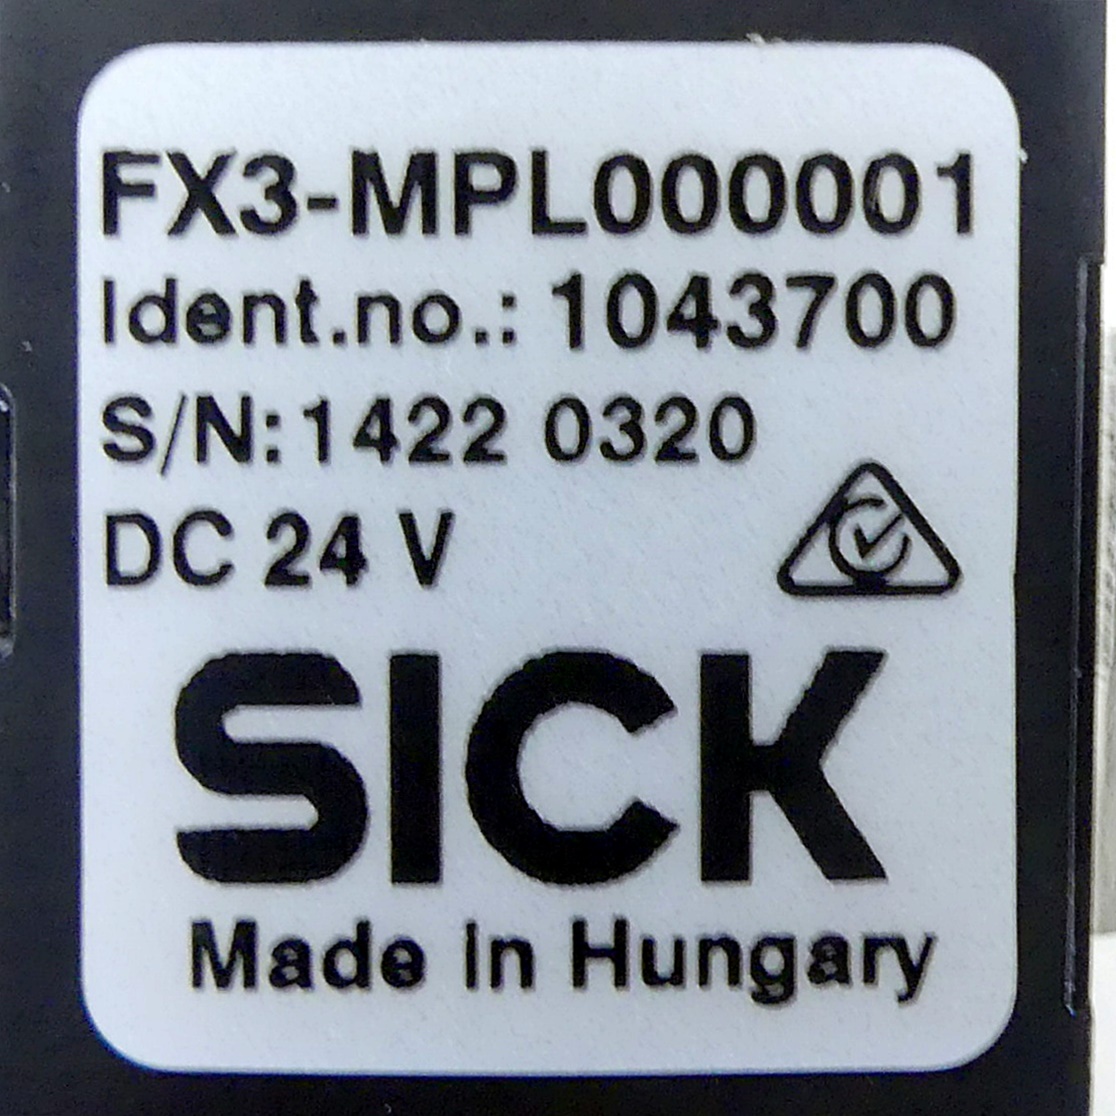 FX3-MPL000001
Ident.no.: 1043700
S/N: 1422 0320
DC 24 V
SICK
Made in Hungary